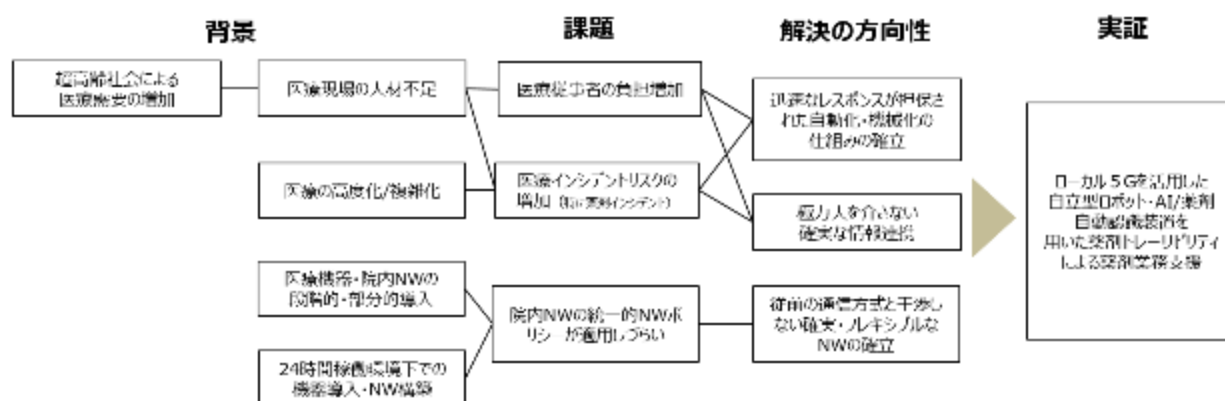 背景
課題
解決の方向性
実証
超高齢社会による
医療需要の増加
医療現場の人材不足
医療の高度化/複雑化
医療機器・院内NWの
段階的・部分的導入
24時間稼働環境下での
機器導入・NW構築
医療従事者の負担増加
医療インシデントリスクの
増加（特に薬剤インシデント）
院内NWの統一的NWポ
リシーが適用しづらい
迅速なレスポンスが担保さ
れた自動化・機械化の
仕組みの確立
極力人を介さない
確実な情報連携
従前の通信方式と干渉し
ない確実・フレキシブルな
NWの確立
ローカル５Gを活用した
自立型ロボット・AI/薬剤
自動認識装置を
用いた薬剤トレーサビリティ
による薬剤業務支援